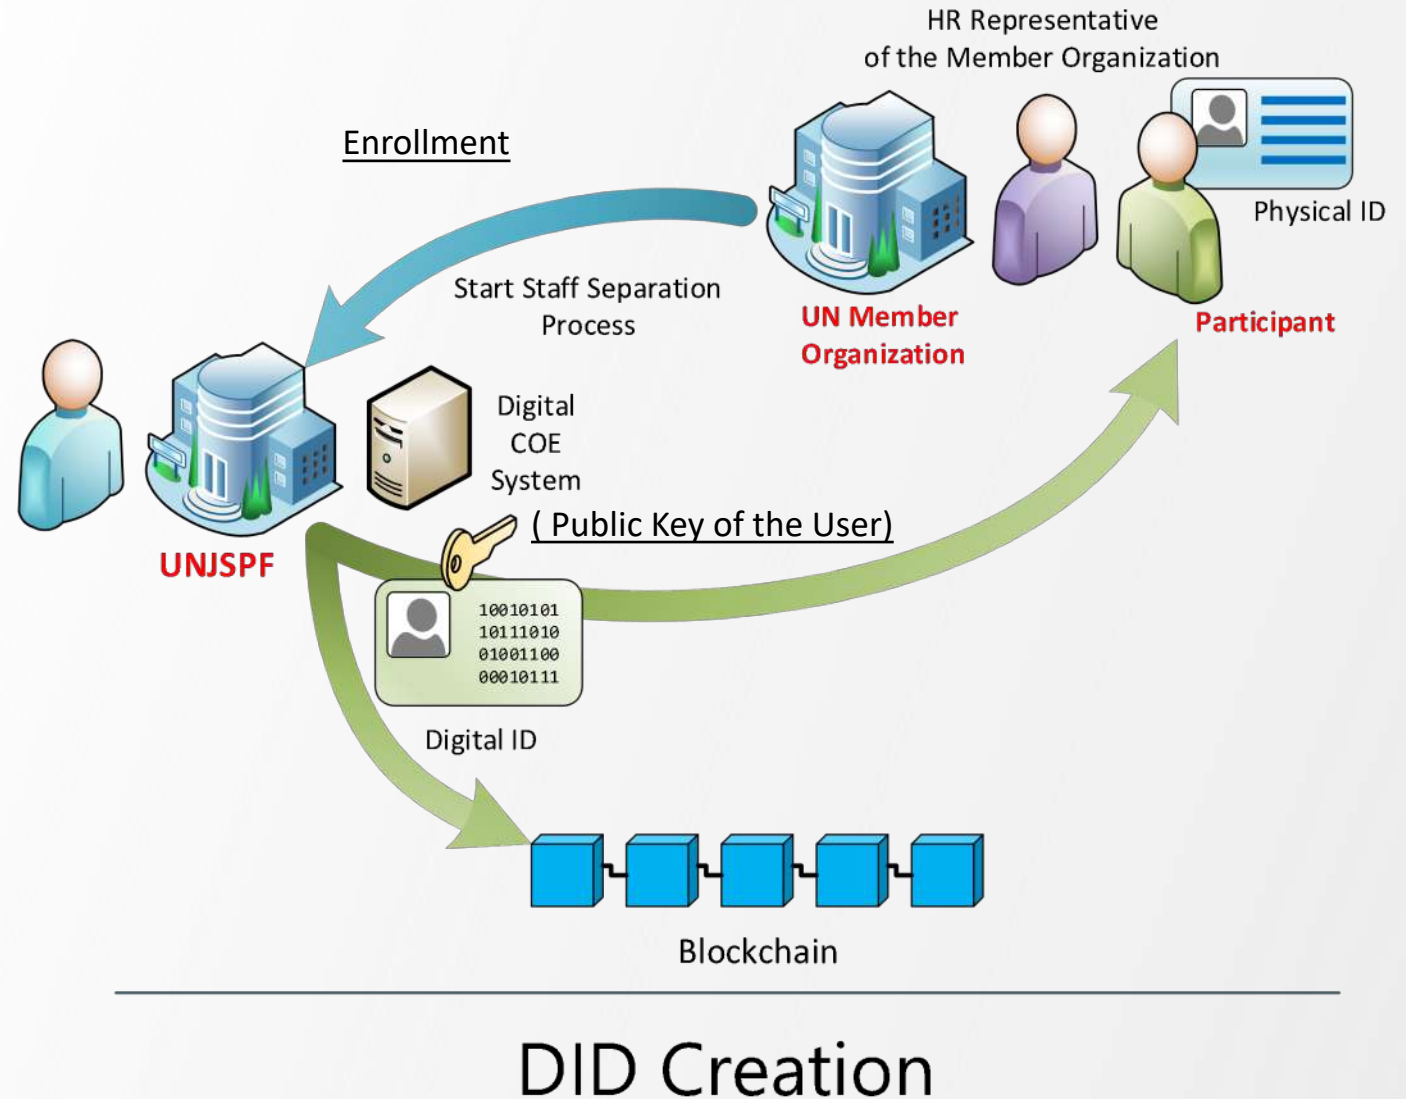 HR Representative
of the Member Organization
Enrollment
Physical ID
Start Staff Separation
Process
UN Member
Organization
Participant
Digital
COE
System
( Public Key of the User)
UNJSPF
10010101
10111010
01001100
00010111
Digital ID
Blockchain
DID Creation